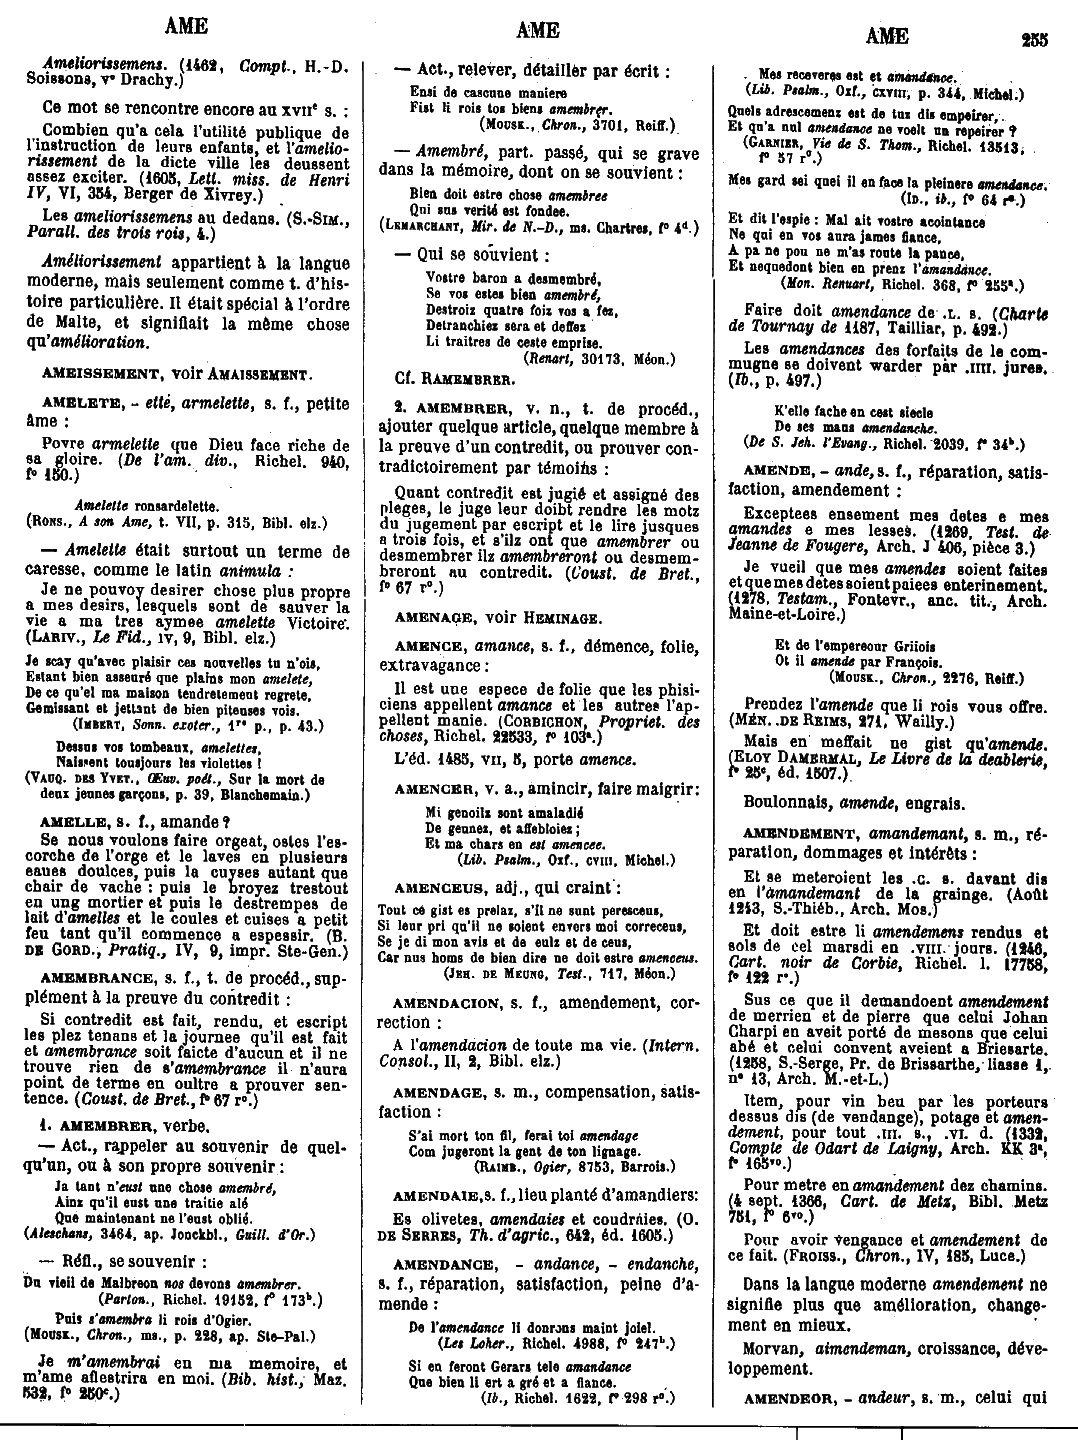 AME
AME
AME
255
Ameliorissemens. (1462, Compt., H.-D.
Soissons, v° Drachy.)
Ce mot se rencontre encore au XVIIe s. :
Combien qu'a cela l'utilité publique de
l'instruction de leurs enfants, et l'amelio-
rissement de la dicte ville les deussent
assez exciter. (1605, Lett. miss. de Henri
IV, VI, 354, Berger de Xivrey.)
Les ameliorissemens au dedans. (S.-SIM.,
Parall. des trois rois, 4.)
Améliorissement appartient à la langue
moderne, mais seulement comme t. d'his-
toire particulière. Il était spécial à l'ordre
de Malte, et signifiait la même chose
qu'amélioration.
AMEISSEMENT, voir AMAISSEMENT.
AMELETE, - etté, armelette, s. f., petite
âme :
Povre armelette que Dieu face riche de
sa gloire. (De l'am. div., Richel. 940,
f° 150.)
Amelette ronsardelette.
(RONS., A son Ame, t. VII, p. 315, Bibl. elz.)
— Amelette était surtout un terme de
caresse, comme le latin animula :
Je ne pouvoy desirer chose plus propre
a mes desirs, lesquels sont de sauver la
vie a ma tres aymee amelette Victoire.
(LARIV., Le Fid., IV, 9, Bibl. elz.)
Je scay qu'avec plaisir ces nouvelles tu n'ois,
Estant bien asseuré que plains mon amelete,
De ce qu'el ma maison tendretement regrete,
Gemissant et jettant de bien piteuses vois.
(IMBERT, Sonn. exoter., 1re p., p. 43.)
Dessus vos tombeaux, amelettes,
Naissent tousjours les violettes !
(VAUQ. DES YVET., Œuv. poét., Sur la mort de
deux jeunes garçons, p. 39, Blanchemain.)
AMELLE, s. f., amande ?
Se nous voulons faire orgeat, ostes l'es-
corche de l'orge et le laves en plusieurs
eaues doulces, puis la cuyses autant que
chair de vache : puis le broyez trestout
en ung mortier et puis le destrempes de
lait d'amelles et le coules et cuises a petit
feu tant qu'il commence a espessir. (B.
DE GORD., Pratiq., IV, 9, impr. Ste-Gen.)
AMEMBRANCE, s. f., t. de procéd., sup-
plément à la preuve du contredit :
Si contredit est fait, rendu, et escript
les plez tenans et la journee qu'il est fait
et amembrance soit faicte d'aucun et il ne
trouve rien de s'amembrance il n'aura
point de terme en oultre a prouver sen-
tence. (Coust. de Bret., f° 67 r°.)
1. AMEMBRER, verbe.
— Act., rappeler au souvenir de quel-
qu'un, ou à son propre souvenir :
Ja tant n'eust une chose amembré,
Ainz qu'il eust une traitie alé
Que maintenant ne l'eust oblié.
(Aleschans, 3464, ap. Jonckbl., Guill. d'Or.)
— Réfl., se souvenir :
Du vieil de Malbreon nos devons amembrer.
(Parton., Richel. 19152, f° 173b.)
Puis s'amembra li rois d'Ogier.
(MOUSK., Chron., ms., p. 228, ap. Ste-Pal.)
Je m'amembrai en ma memoire, et
m'ame aflestrira en moi. (Bib. hist., Maz.
532, f° 250c.)
— Act., relever, détailler par écrit :
Ensi de cascune maniere
Fist li rois tos biens amembrer.
(MOUSK., Chron., 3701, Reiff.)
— Amembré, part. passé, qui se grave
dans la mémoire, dont on se souvient :
Bien doit estre chose amembree
Qui sus verité est fondee.
(LEMARCHANT, Mir. de N.-D., ms. Chartres, f° 4d.)
— Qui se souvient :
Vostre baron a desmembré,
Se vos estes bien amembré,
Destroiz quatre foiz vos a fez,
Detranchiez sera et deffez
Li traitres de ceste emprise.
(Renart, 30173, Méon.)
Cf. RAMEMBRER.
2. AMEMBRER, v. n., t. de procéd.,
ajouter quelque article, quelque membre à
la preuve d'un contredit, ou prouver con-
tradictoirement par témoins :
Quant contredit est jugié et assigné des
pleges, le juge leur doibt rendre les motz
du jugement par escript et le lire jusques
a trois fois, et s'ilz ont que amembrer ou
desmembrer ilz amembreront ou desmem-
breront au contredit. (Coust. de Bret.,
f° 67 r°.)
AMENAGE, voir HEMINAGE.
AMENCE, amance, s. f., démence, folie,
extravagance :
Il est une espece de folie que les phisi-
ciens appellent amance et les autres l'ap-
pellent manie. (CORBICHON, Propriet. des
choses, Richel. 22533, f° 103a.)
L'éd. 1485, VII, 5, porte amence.
AMENCER, v. a., amincir, faire maigrir :
Mi genoils sont amaladié
De geunez, et affebloiez ;
Et ma chars en est amencee.
(Lib. Psalm., Oxf., CVIII, Michel.)
AMENCEUS, adj., qui craint :
Tout cé gist es prelaz, s'il ne sunt peresceus,
Si leur pri qu'il ne soient envers moi correceus,
Se je di mon avis et de eulz et de ceus,
Car nus homs de bien dire ne doit estre amenceus.
(JEH. DE MEUNG, Test., 717, Méon.)
AMENDACION, s. f., amendement, cor-
rection :
A l'amendacion de toute ma vie. (Intern.
Consol., II, 2, Bibl. elz.)
AMENDAGE, s. m., compensation, satis-
faction :
S'ai mort ton fil, ferai toi amendage
Com jugeront la gent de ton lignage.
(RAIMB., Ogier, 8753, Barrois.)
AMENDAIE, s. f., lieu planté d'amandiers:
Es olivetes, amendaies et coudraies. (O.
DE SERRES, Th. d'agric., 642, éd. 1605.)
AMENDANCE, - andance, - endanche,
s. f., réparation, satisfaction, peine d'a-
mende :
De l'amendance li donrons maint joiel.
(Les Loher., Richel. 4988, f° 247b.)
Si en feront Gerars tele amandance
Que bien li ert a gré et a fiance.
(Ib., Richel. 1622, f° 298 r°.)
Mes receveres est et amandance.
(Lib. Psalm., Oxf., CXVIII, p. 344, Michel.)
Quels adrescemenz est de tuz dis empeirer,
Et qu'a nul amendance ne voelt un repeirer ?
(GARNIER, Vie de S. Thom., Richel. 13513,
f° 57 r°.)
Mes gard sei quei il en face la pleinere amendance.
(ID., ib., f° 64 r°.)
Et dit l'espie : Mal ait vostre acointance
Ne qui en vos aura james fiance,
A pa ne pou ne m'as route la pance,
Et nequedont bien en prenz l'amandance.
(Mon. Renuart, Richel. 368, f° 255a.)
Faire doit amendance de .L. s. (Charte
de Tournay de 1187, Tailliar, p. 492.)
Les amendances des forfaits de le com-
mugne se doivent warder par .IIII. jures.
(Ib., p. 497.)
K'elle fache en cest siecle
De ses maus amendanche.
(De S. Jeh. l'Evang., Richel. 2039, f° 34b.)
AMENDE, - ande, s. f., réparation, satis-
faction, amendement :
Exceptees ensement mes detes e mes
amandes e mes lesses. (1269, Test. de
Jeanne de Fougere, Arch. J 406, pièce 3.)
Je vueil que mes amendes soient faites
et que mes detes soient paiees enterinement.
(1278, Testam., Fontevr., anc. tit., Arch.
Maine-et-Loire.)
Et de l'empereour Griiois
Ot il amende par François.
(MOUSK., Chron., 2276, Reiff.)
Prendez l'amende que li rois vous offre.
(MÉN. DE REIMS, 271, Wailly.)
Mais en meffait ne gist qu'amende.
(ELOY DAMERMAL, Le Livre de la deablerie,
f° 25c, éd. 1507.)
Boulonnais, amende, engrais.
AMENDEMENT, amandemant, s. m., ré-
paration, dommages et intérêts :
Et se meteroient les .C. s. davant dis
en l'amandemant de la grainge. (Août
1243, S.-Thiéb., Arch. Mos.)
Et doit estre li amendemens rendus et
sols de cel marsdi en .VIII. jours. (1246,
Cart. noir de Corbie, Richel. l. 17758,
f° 122 r°.)
Sus ce que il demandoent amendement
de merrien et de pierre que celui Johan
Charpi en aveit porté de mesons que celui
abé et celui convent aveient a Briesarte.
(1258, S.-Serge, Pr. de Brissarthe, liasse 1,
n° 13, Arch. M.-et-L.)
Item, pour vin beu par les porteurs
dessus dis (de vendange), potage et amen-
dement, pour tout .III. s., .VI. d. (1332,
Compte de Odart de Laigny, Arch. KK 3a,
f° 165vo.)
Pour metre en amandement dez chamins.
(4 sept. 1366, Cart. de Metz, Bibl. Metz
751, f° 6vo.)
Pour avoir vengance et amendement de
ce fait. (FROISS., Chron., IV, 185, Luce.)
Dans la langue moderne amendement ne
signifie plus que amélioration, change-
ment en mieux.
Morvan, aimendeman, croissance, déve-
loppement.
AMENDEOR, - andeur, s. m., celui qui